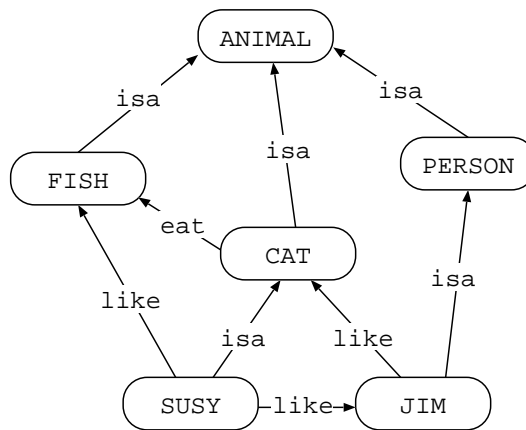 ANIMAL
isa
isa
isa
FISH
PERSON
eat
CAT
like
isa
like
isa
SUSY
like
JIM